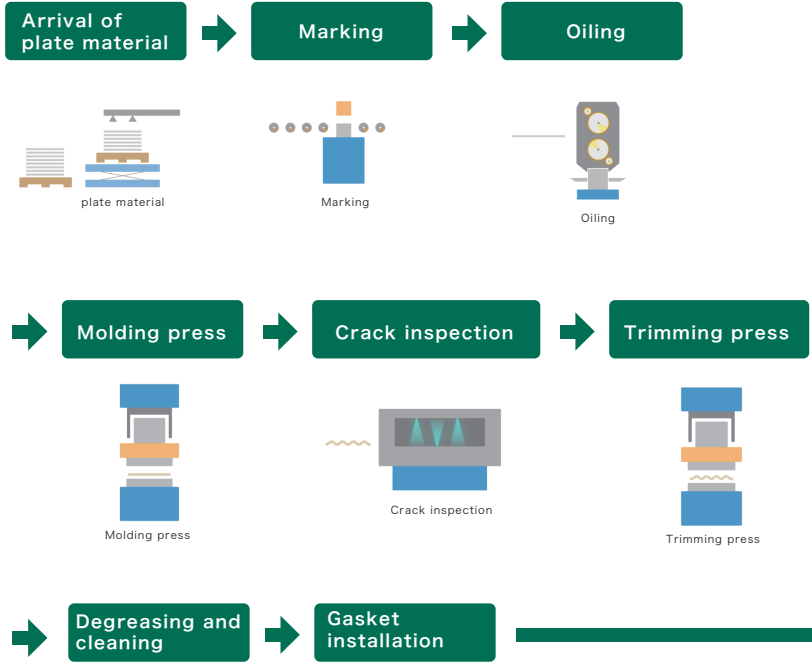 Arrival of
plate material
Marking
Oiling
plate material
Marking
Oiling
Molding press
Crack inspection
Trimming press
Molding press
Crack inspection
Trimming press
Degreasing and
cleaning
Gasket
installation